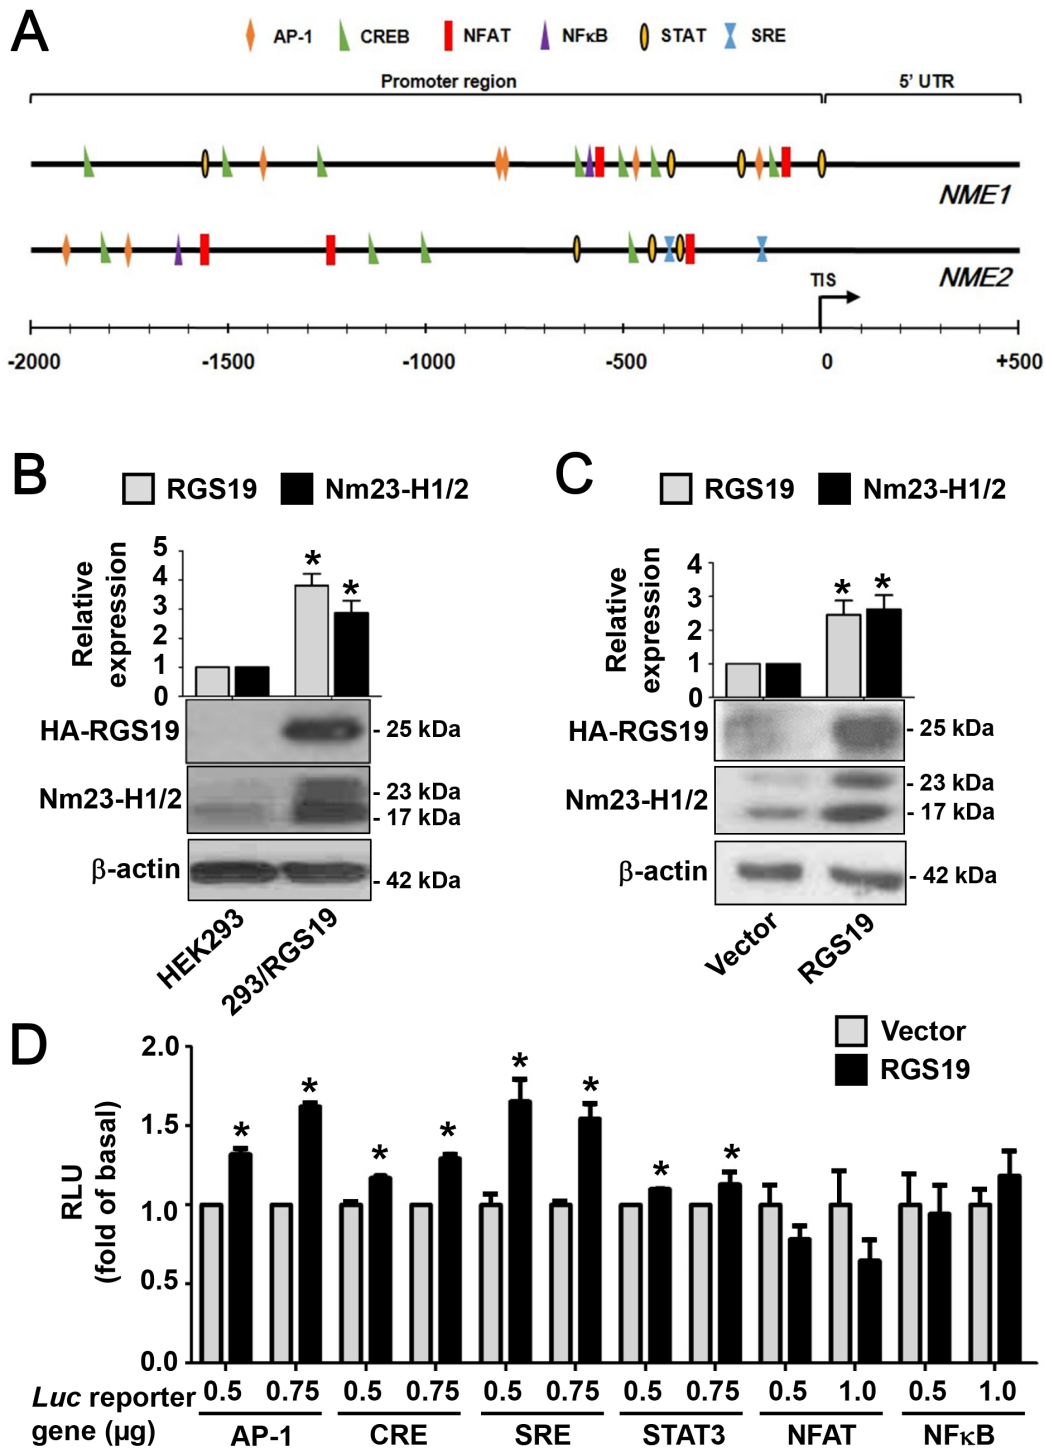 A
AP-1 CREB NFAT NFκB STAT SRE
Promoter region 5' UTR
NME1
NME2
TIS
-2000 -1500 -1000 -500 0 +500
B
RGS19 Nm23-H1/2
Relative expression
5
4
3
2
1
0
* *
HA-RGS19 - 25 kDa
Nm23-H1/2 - 23 kDa
- 17 kDa
β-actin - 42 kDa
HEK293 293/RGS19
C
RGS19 Nm23-H1/2
Relative expression
4
3
2
1
0
* *
HA-RGS19 - 25 kDa
Nm23-H1/2 - 23 kDa
- 17 kDa
β-actin - 42 kDa
Vector RGS19
D
Vector
RGS19
RLU
(fold of basal)
2.0
1.5
1.0
0.5
0.0
* * * * * * * *
Luc reporter 0.5 0.75 0.5 0.75 0.5 0.75 0.5 0.75 0.5 1.0 0.5 1.0
gene (µg) AP-1 CRE SRE STAT3 NFAT NFκB